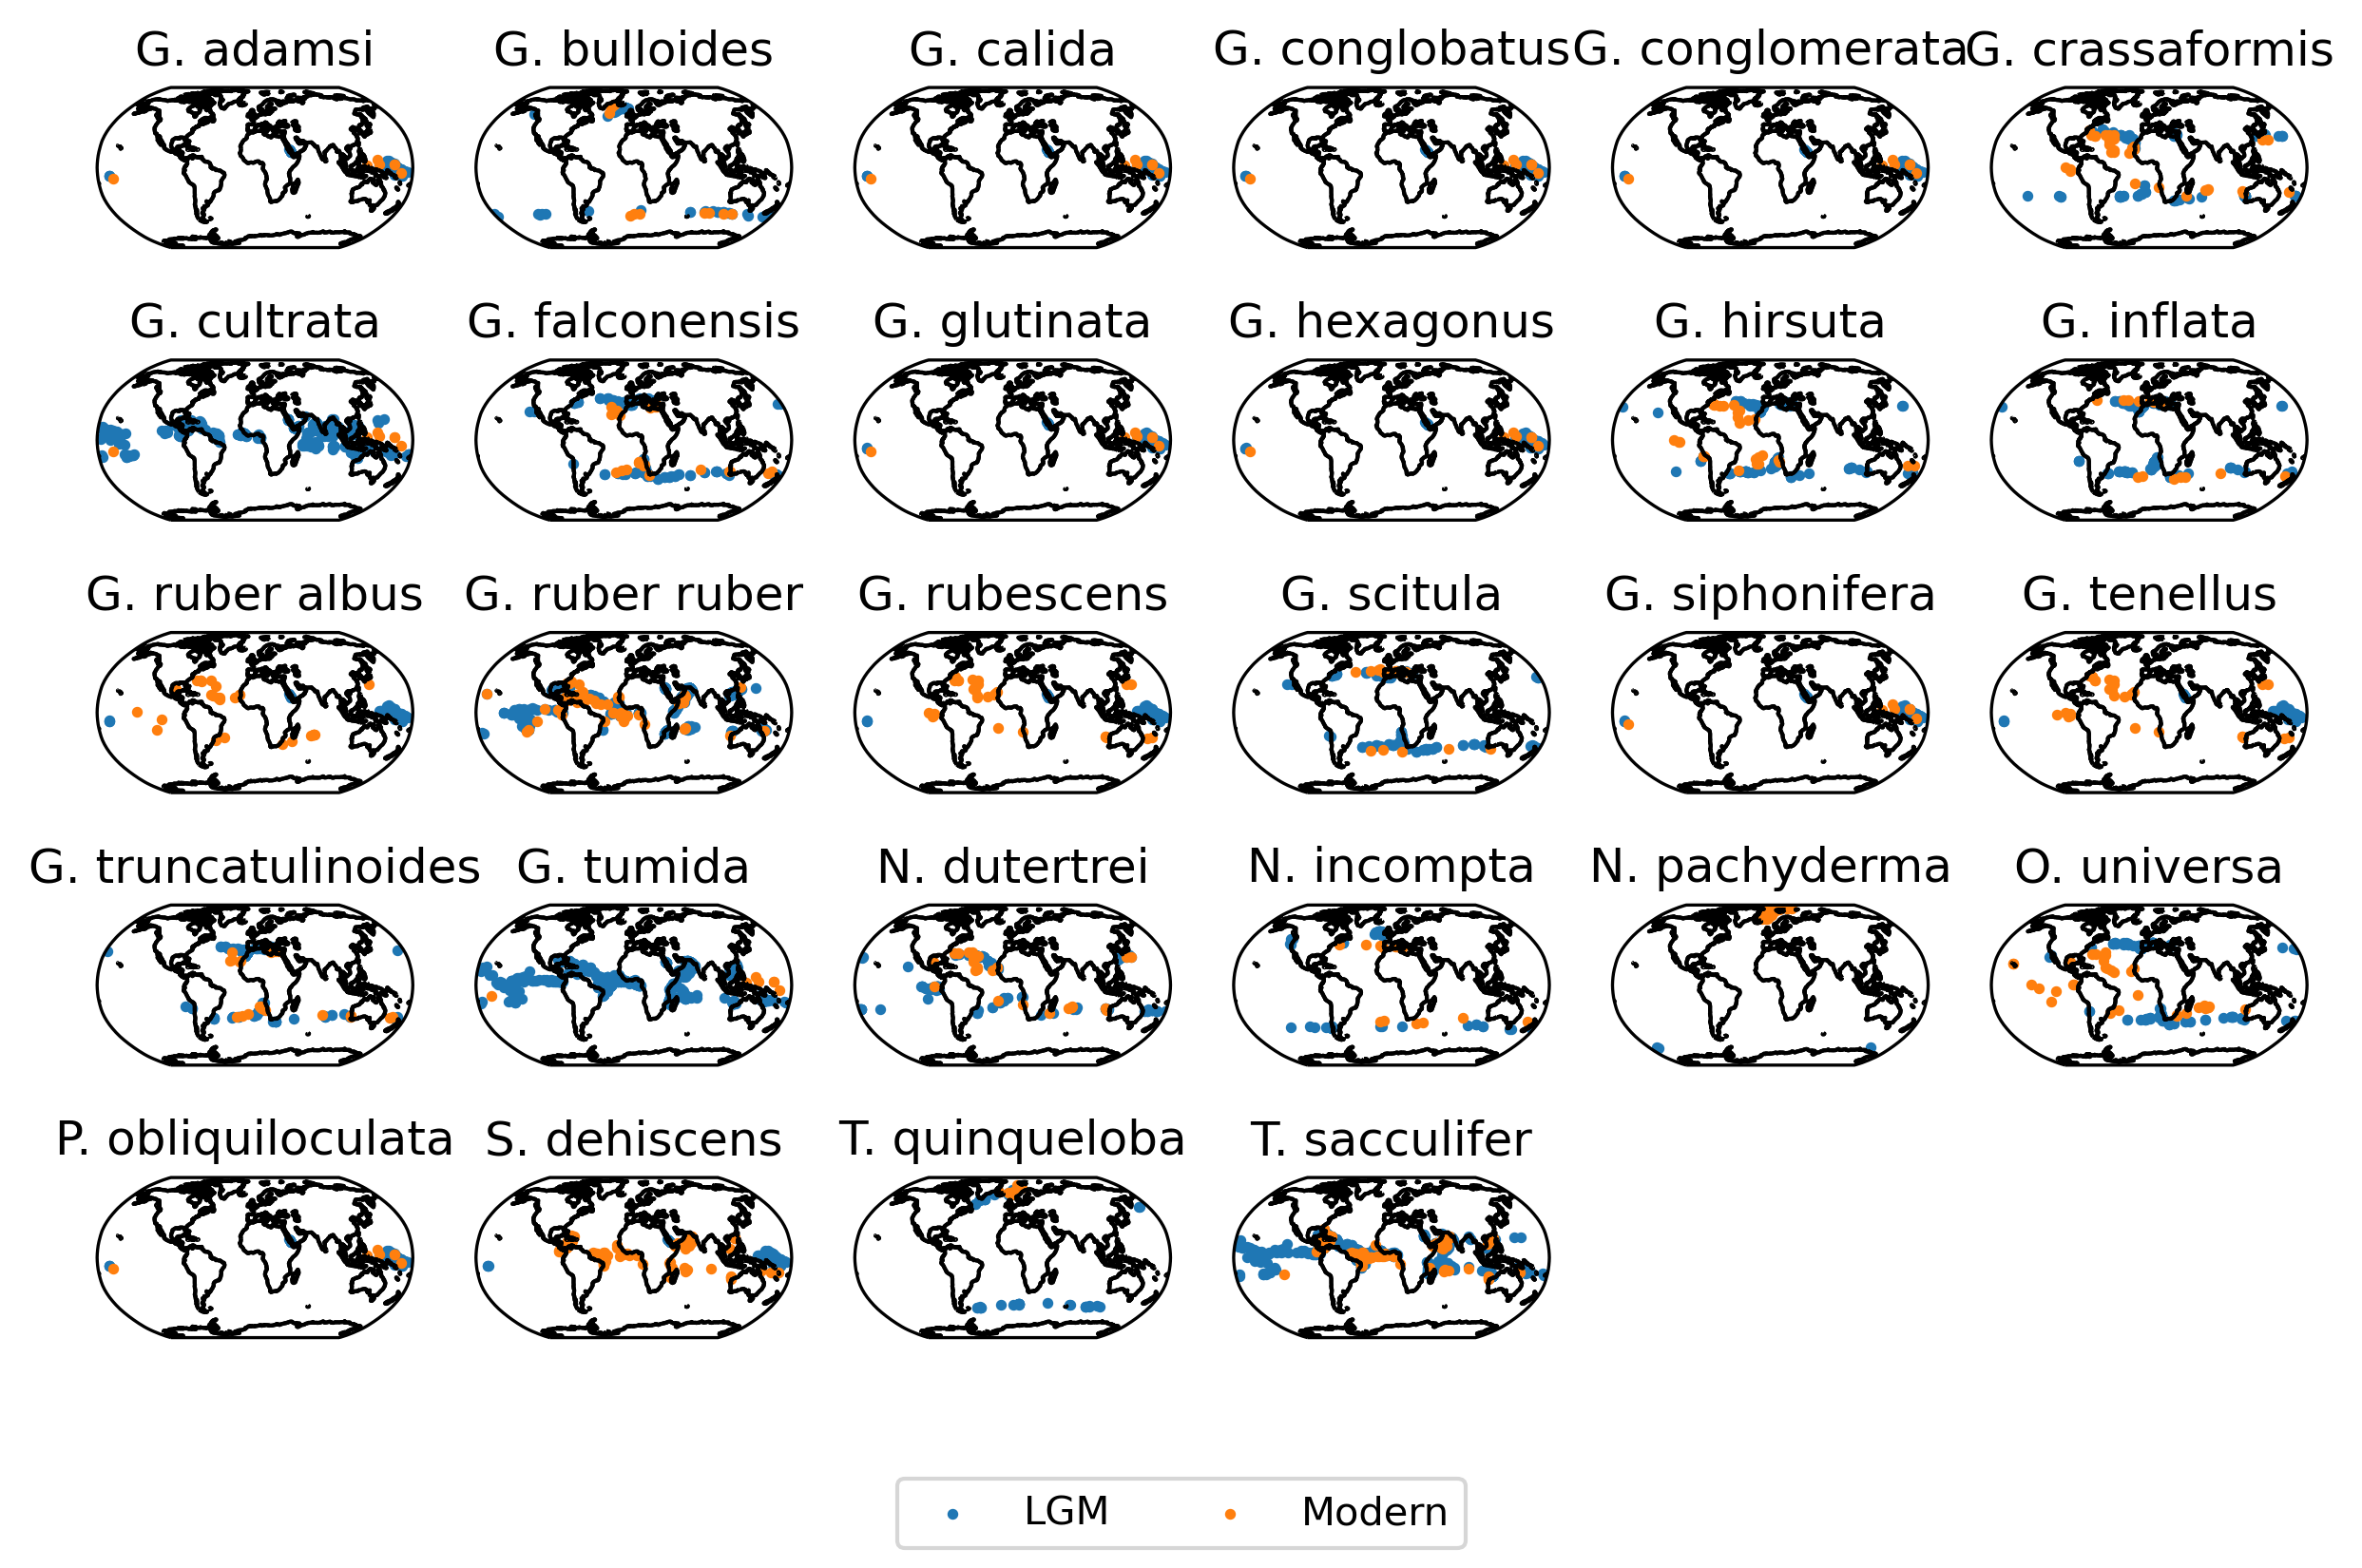 G. adamsi G. bulloides G. calida G. conglobatus G. conglomerata G. crassaformis
G. cultrata G. falconensis G. glutinata G. hexagonus G. hirsuta G. inflata
G. ruber albus G. ruber ruber G. rubescens G. scitula G. siphonifera G. tenellus
G. truncatulinoides G. tumida N. dutertrei N. incompta N. pachyderma O. universa
P. obliquiloculata S. dehiscens T. quinqueloba T. sacculifer
LGM Modern